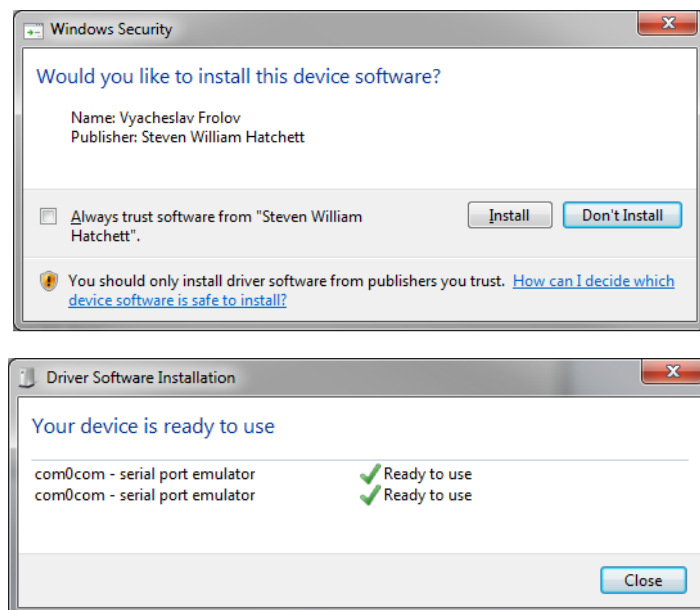 Windows Security
Would you like to install this device software?
Name: Vyacheslav Frolov
Publisher: Steven William Hatchett
Always trust software from "Steven William
Hatchett".
Install
Don't Install
You should only install driver software from publishers you trust. How can I decide which
device software is safe to install?
Driver Software Installation
Your device is ready to use
com0com - serial port emulator Ready to use
com0com - serial port emulator Ready to use
Close